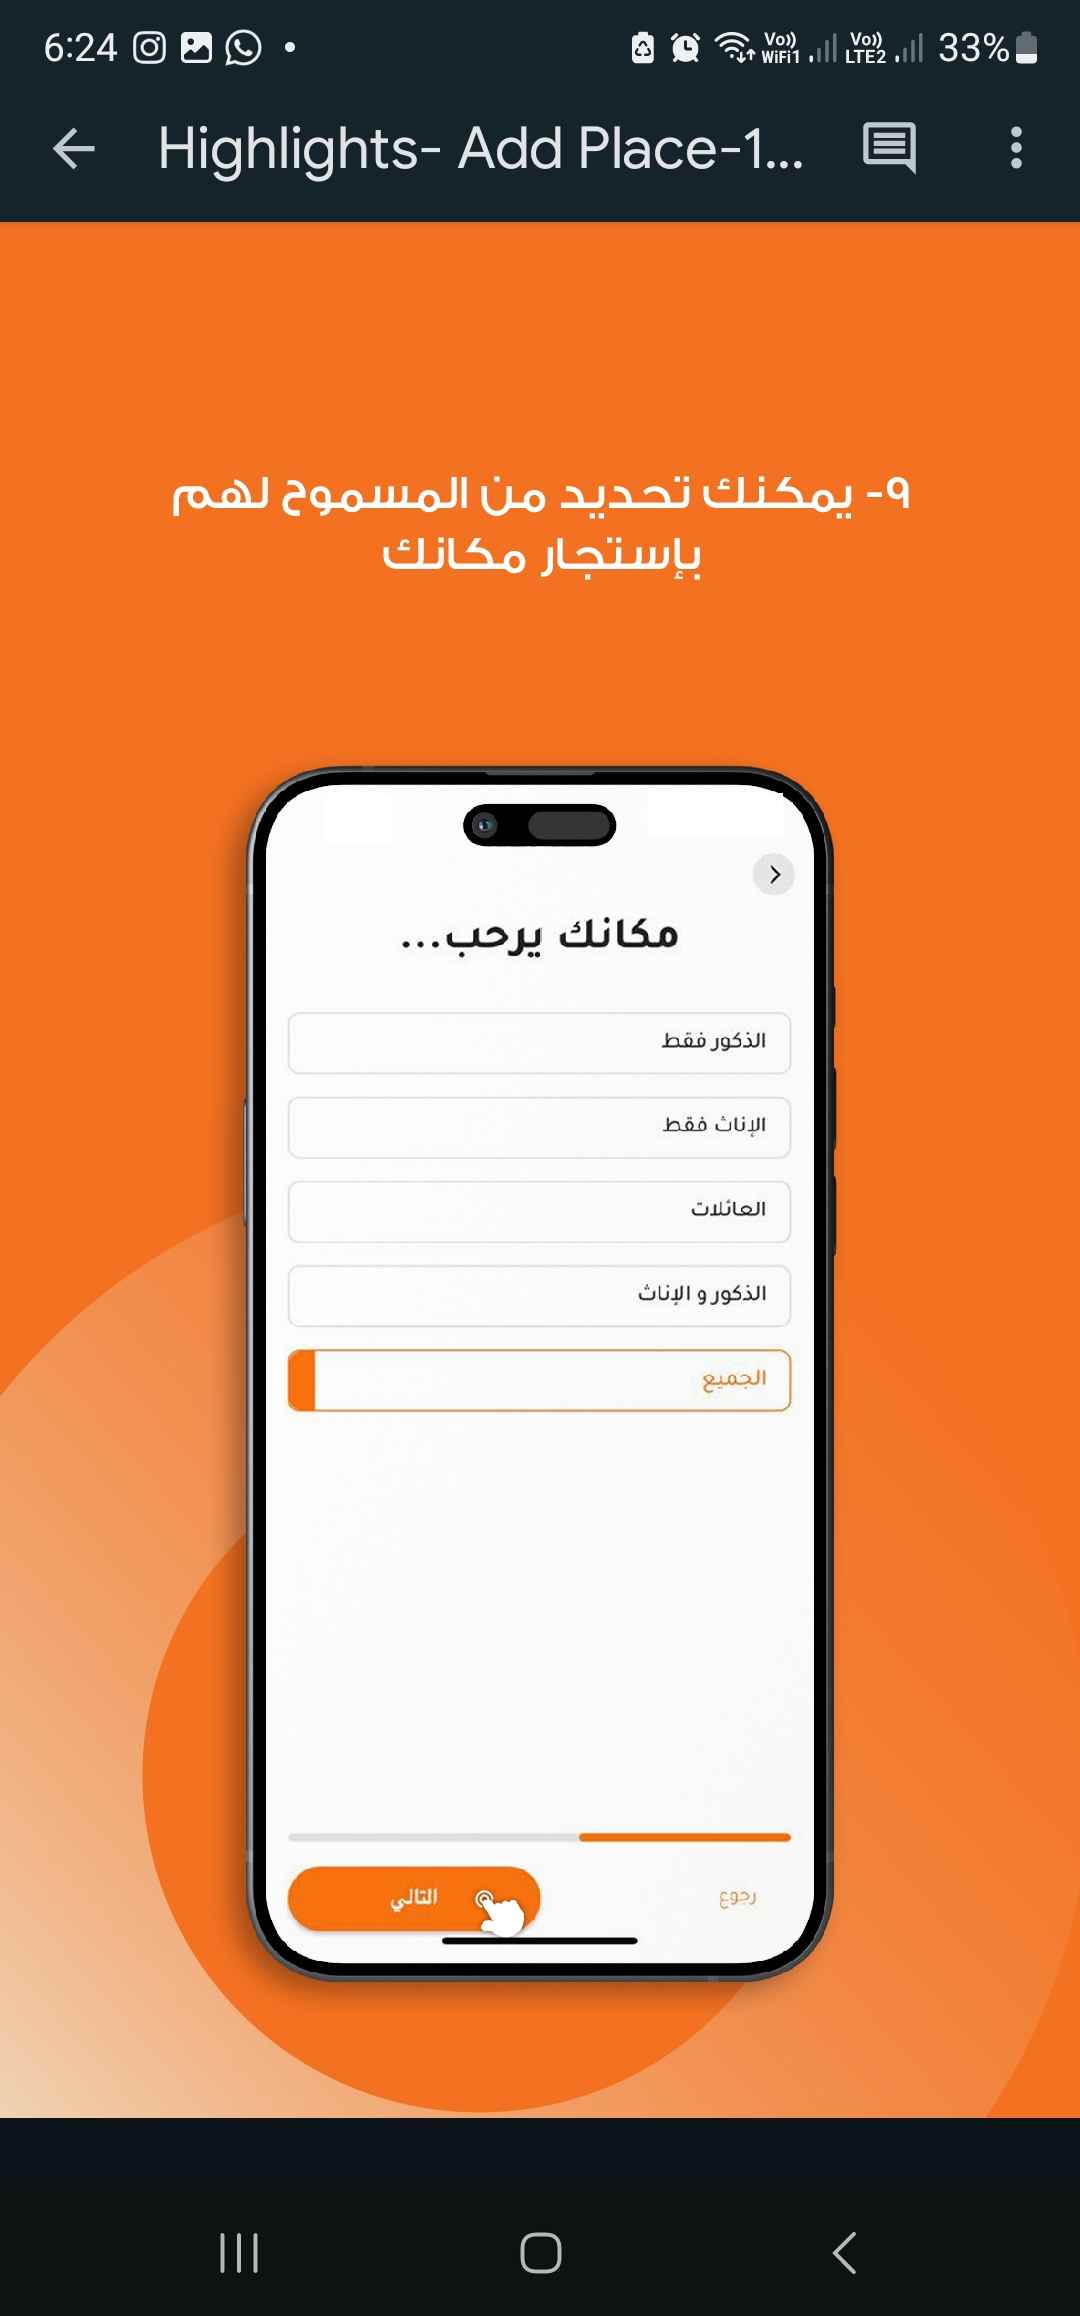 6:24
Vo)) WiFi1
Vo)) LTE2
33%
Highlights- Add Place-1...
٩- يمكنك تحديد من المسموح لهم
بإستجار مكانك
مكانك يرحب...
الذكور فقط
الإناث فقط
العائلات
الذكور و الإناث
الجميع
رجوع
التالي